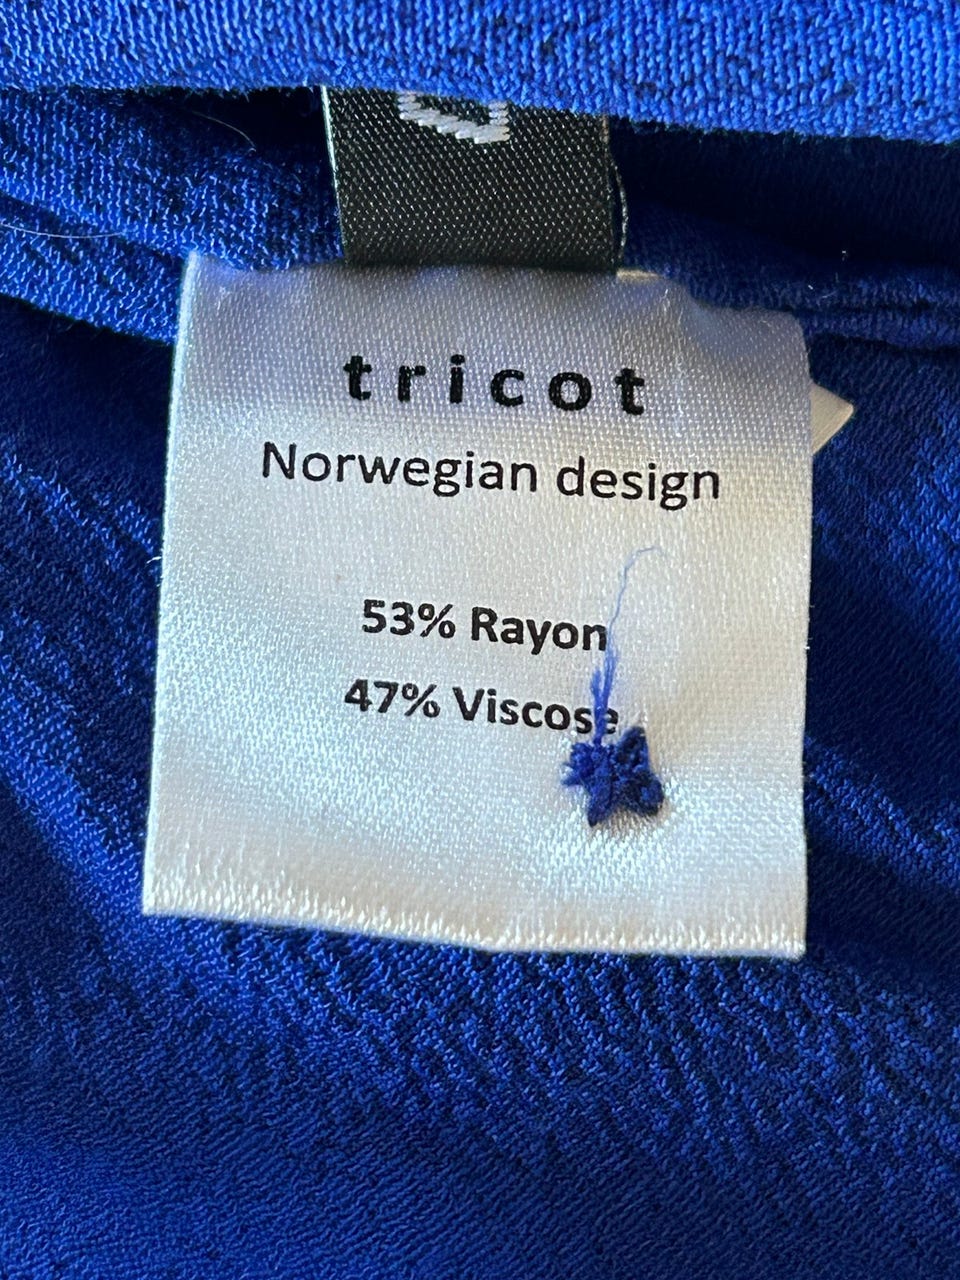 tricot
Norwegian design
53% Rayon
47% Viscose